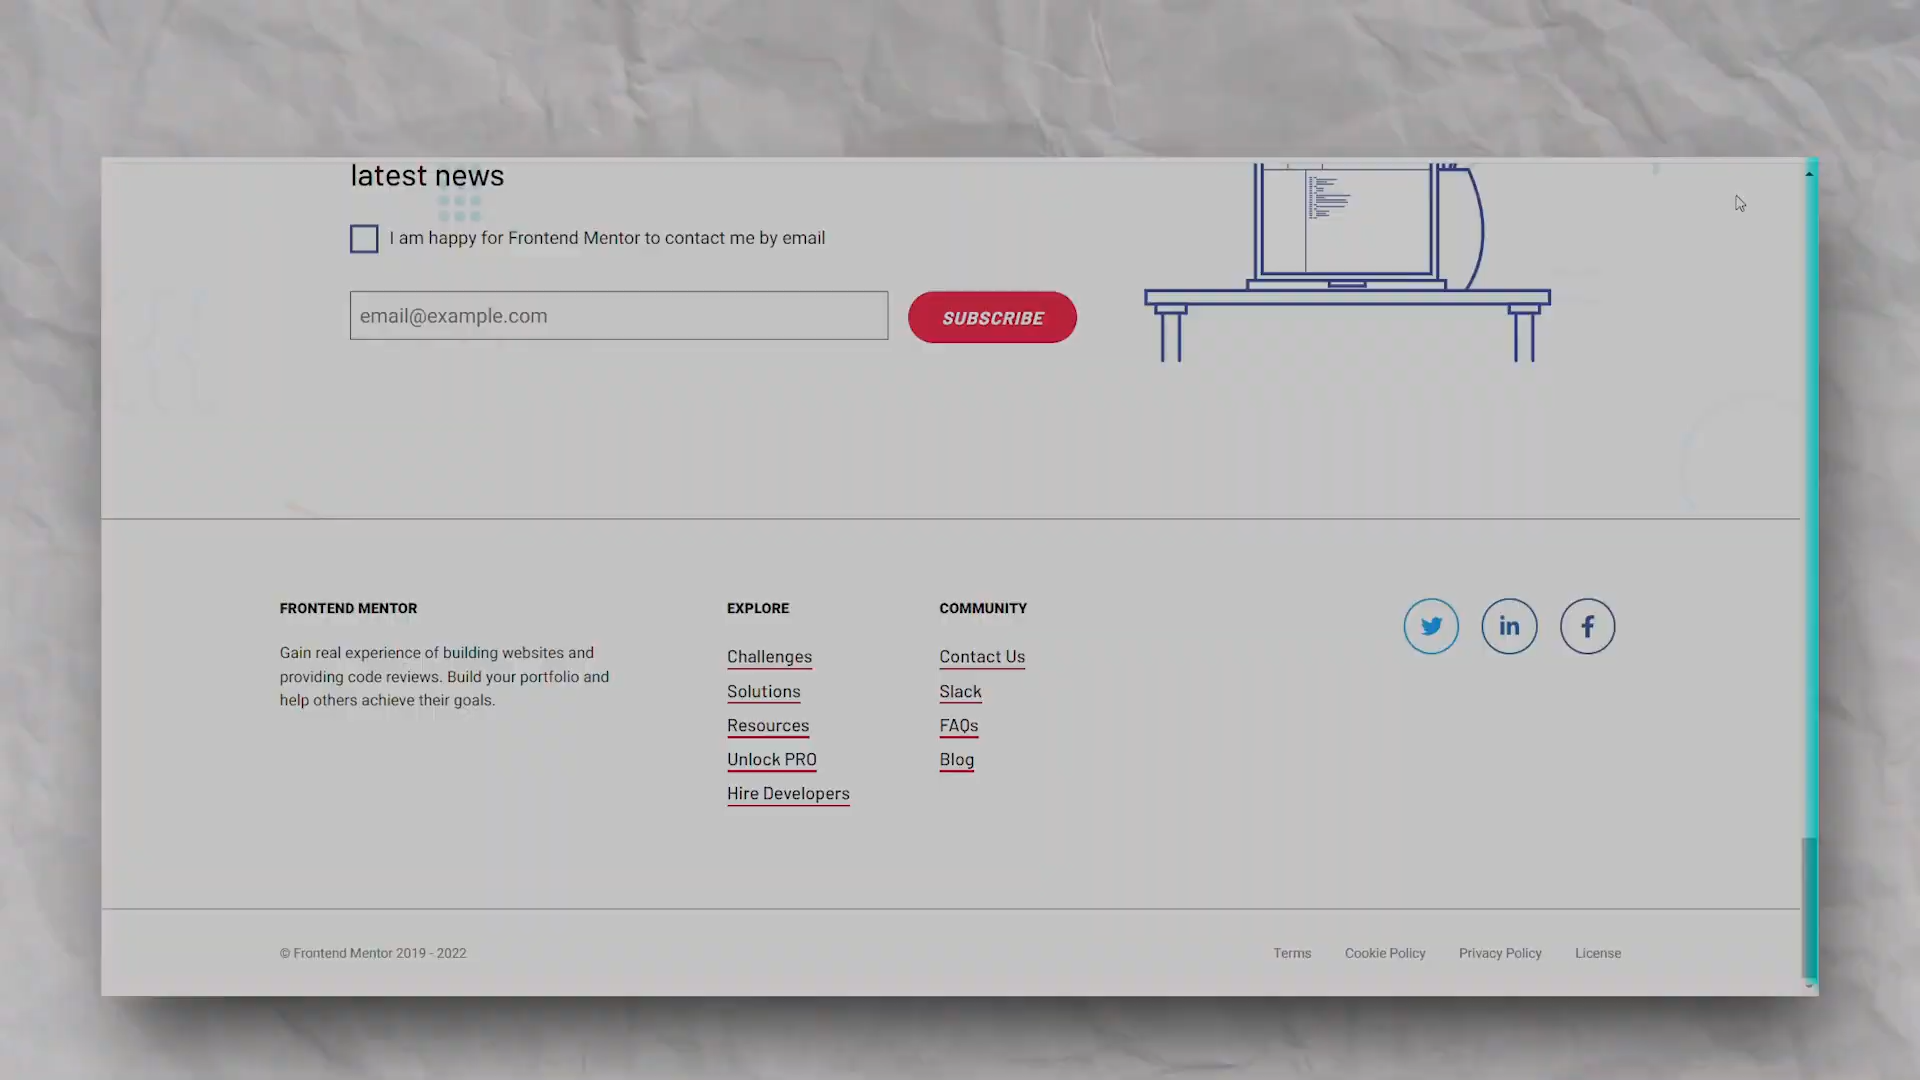 latest news
I am happy for Frontend Mentor to contact me by email
email@example.com
SUBSCRIBE
FRONTEND MENTOR
Gain real experience of building websites and
providing code reviews. Build your portfolio and
help others achieve their goals.
EXPLORE
Challenges
Solutions
Resources
Unlock PRO
Hire Developers
COMMUNITY
Contact Us
Slack
FAQs
Blog
in
f
© Frontend Mentor 2019 - 2022
Terms
Cookie Policy
Privacy Policy
License